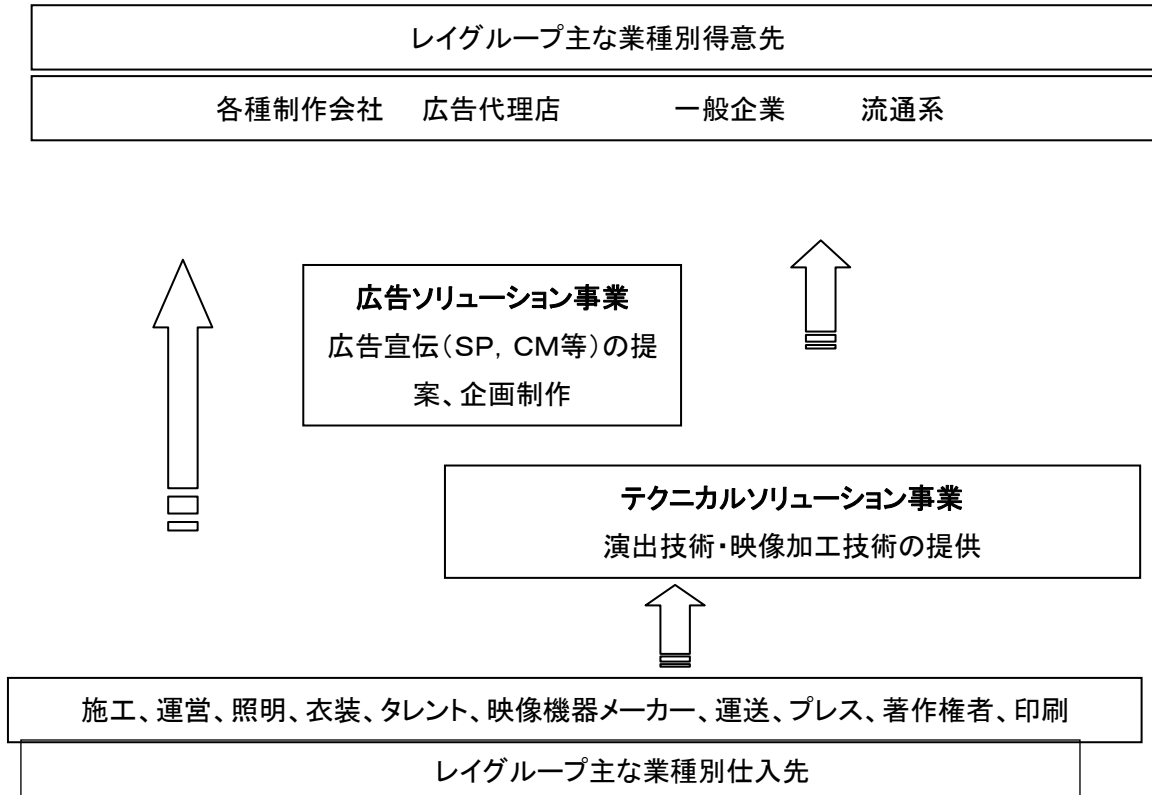 レイグループ主な業種別得意先
各種制作会社　広告代理店　一般企業　流通系
広告ソリューション事業
広告宣伝（SP，CM等）の提
案、企画制作
テクニカルソリューション事業
演出技術・映像加工技術の提供
施工、運営、照明、衣装、タレント、映像機器メーカー、運送、プレス、著作権者、印刷
レイグループ主な業種別仕入先